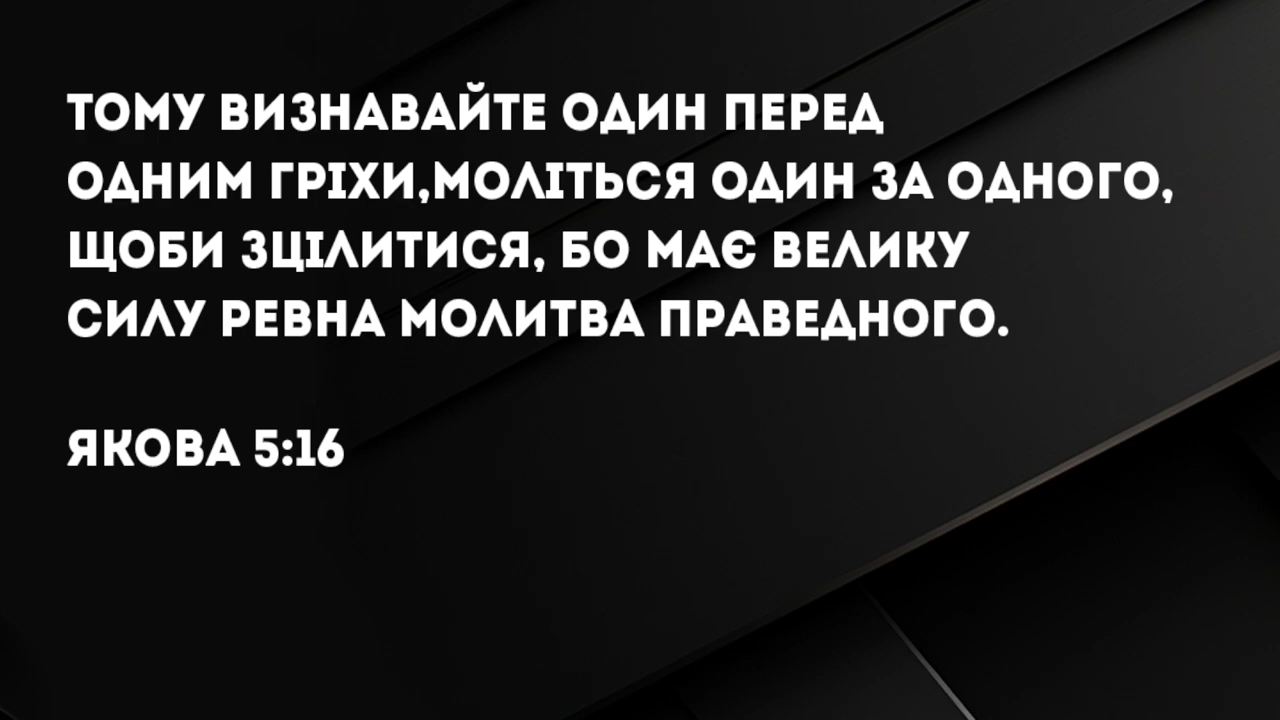 ТОМУ ВИЗНАВАЙТЕ ОДИН ПЕРЕД
ОДНИМ ГРІХИ,МОЛІТЬСЯ ОДИН ЗА ОДНОГО,
ЩОБИ ЗЦІЛИТИСЯ, БО МАЄ ВЕЛИКУ
СИЛУ РЕВНА МОЛИТВА ПРАВЕДНОГО.
ЯКОВА 5:16